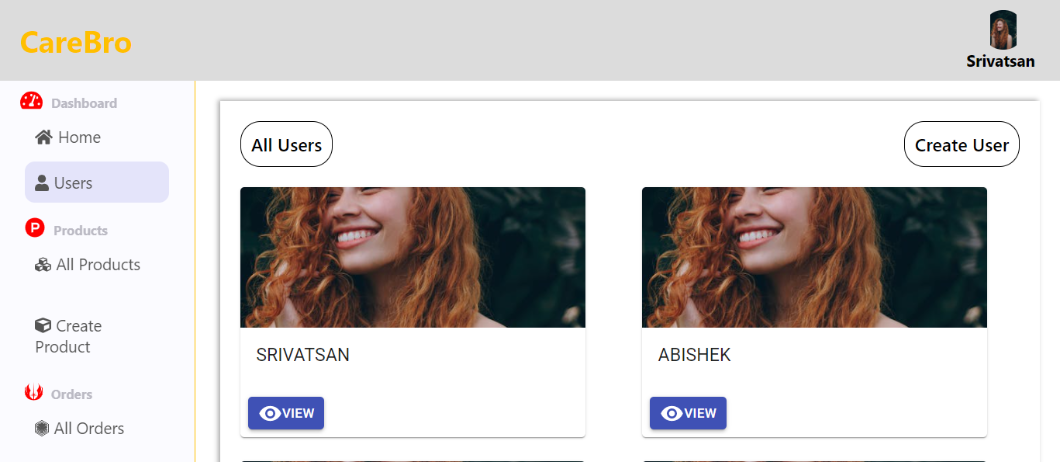 CareBro
Srivatsan
Dashboard
Home
Users
P
Products
All Products
Create
Product
Orders
All Orders
All Users
Create User
SRIVATSAN
VIEW
ABISHEK
VIEW